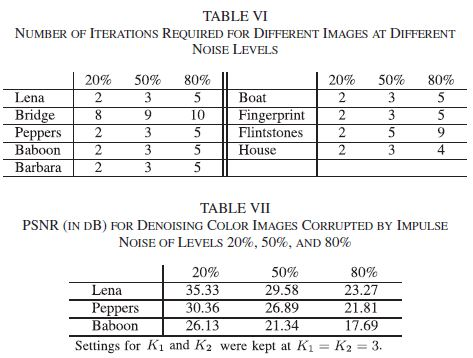 TABLE VI
NUMBER OF ITERATIONS REQUIRED FOR DIFFERENT IMAGES AT DIFFERENT
NOISE LEVELS
20% 50% 80% 20% 50% 80%
Lena 2 3 5 Boat 2 3 5
Bridge 8 9 10 Fingerprint 2 3 5
Peppers 2 3 5 Flintstones 2 5 9
Baboon 2 3 5 House 2 3 4
Barbara 2 3 5
TABLE VII
PSNR (IN DB) FOR DENOISING COLOR IMAGES CORRUPTED BY IMPULSE
NOISE OF LEVELS 20%, 50%, AND 80%
20% 50% 80%
Lena 35.33 29.58 23.27
Peppers 30.36 26.89 21.81
Baboon 26.13 21.34 17.69
Settings for K₁ and K₂ were kept at K₁ = K₂ = 3.